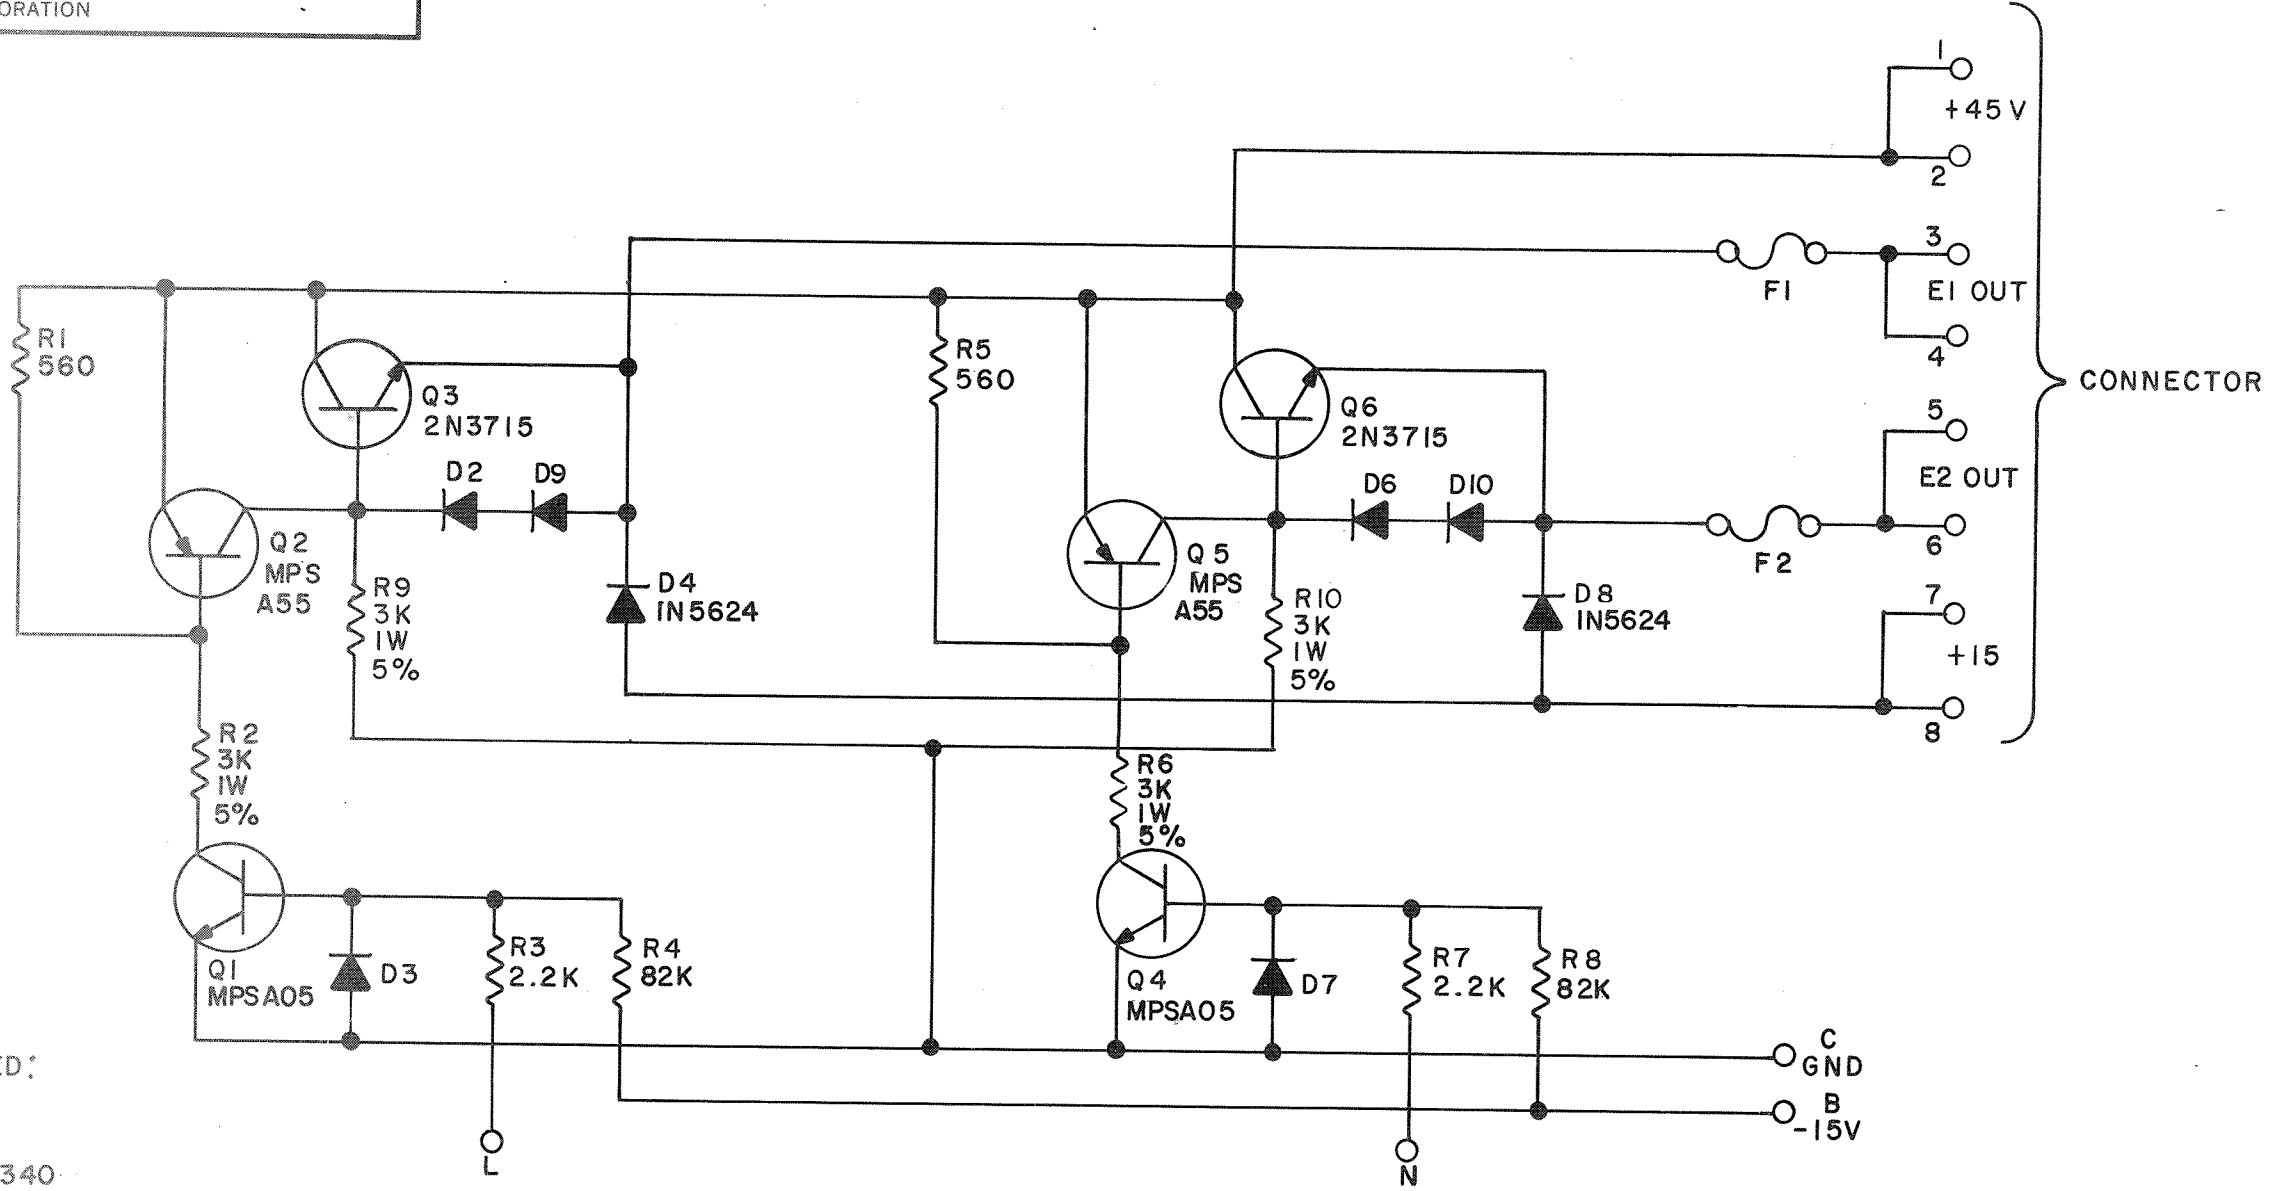 ORATION
1
+45V
2
3
F1
E1 OUT
4
R1
560
R5
560
CONNECTOR
Q3
2N3715
Q6
2N3715
5
E2 OUT
D2
D9
D6
D10
6
F2
Q2
MPS
A55
R9
3K
1W
5%
D4
IN5624
Q5
MPS
A55
R10
3K
1W
5%
D8
IN5624
7
+15
8
R2
3K
1W
5%
R6
3K
1W
5%
Q1
MPSA05
D3
R3
2.2K
R4
82K
Q4
MPSA05
D7
R7
2.2K
R8
82K
C
GND
B
-15V
ED:
L
N
340